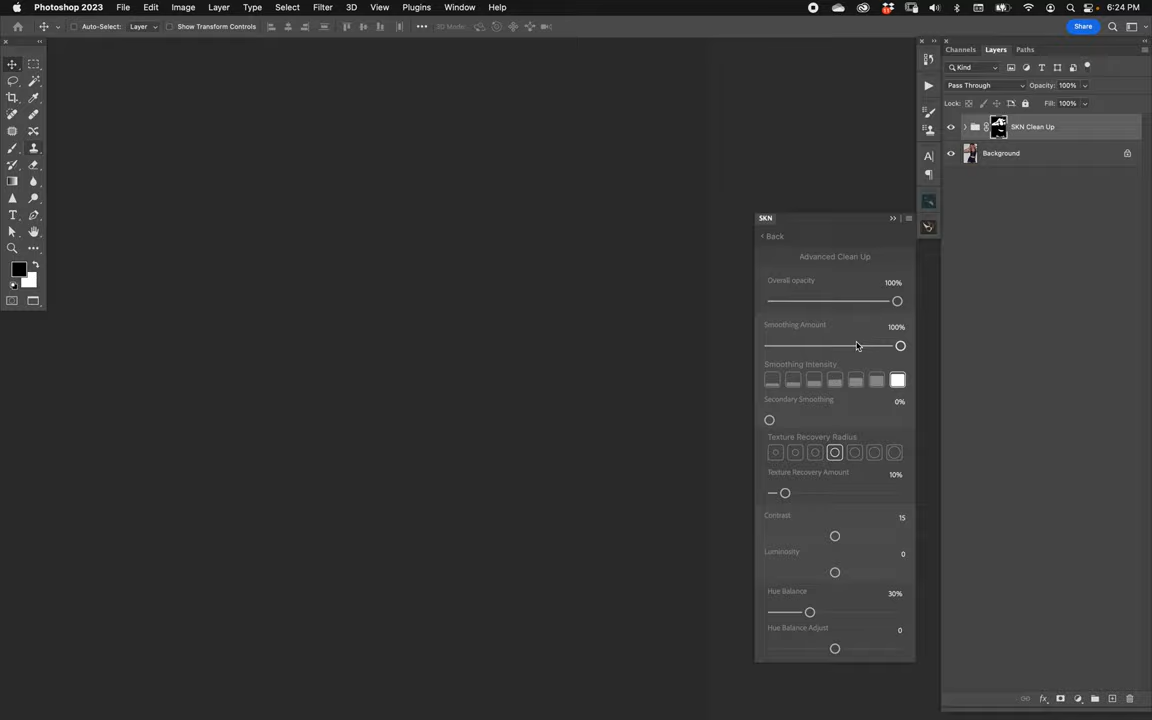 Photoshop 2023 File Edit Image Layer Type Select Filter 3D View Plugins Window Help 6:24 PM
Auto-Select: Layer Show Transform Controls 3D Mode: Share
Channels Layers Paths
Kind
Pass Through Opacity: 100%
Lock: Fill: 100%
SKN Clean Up
Background
SKN
Back
Advanced Clean Up
Overall opacity 100%
Smoothing Amount 100%
Smoothing Intensity
Secondary Smoothing 0%
Texture Recovery Radius
Texture Recovery Amount 10%
Contrast 15
Luminosity 0
Hue Balance 30%
Hue Balance Adjust 0